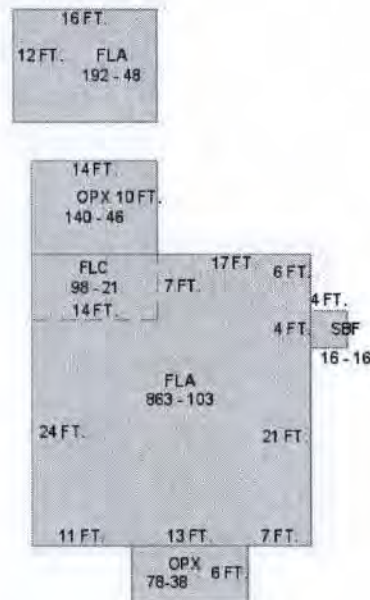 16 FT.
12 FT. FLA
192 - 48
14 FT.
OPX 10 FT.
140 - 46
17 FT.
FLC 6 FT.
98 - 21 7 FT.
14 FT. 4 FT.
4 FT. SBF
16 - 16
FLA
863 - 103
24 FT. 21 FT.
11 FT. 13 FT. 7 FT.
OPX
78-38 6 FT.